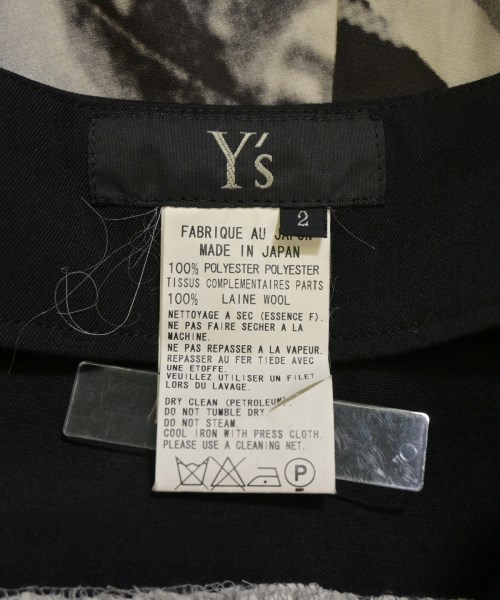 Y's
2
FABRIQUE AU JAPON
MADE IN JAPAN
100% POLYESTER POLYESTER
TISSUS COMPLEMENTAIRES PARTS
100% LAINE WOOL
NETTOYAGE A SEC (ESSENCE F).
NE PAS FAIRE SECHER A LA
MACHINE.
NE PAS REPASSER A LA VAPEUR.
REPASSER AU FER TIEDE AVEC
UNE ETOFFE.
VEUILLEZ UTILISER UN FILET
LORS DU LAVAGE.
DRY CLEAN (PETROLEUM).
DO NOT TUMBLE DRY.
DO NOT STEAM.
COOL IRON WITH PRESS CLOTH.
PLEASE USE A CLEANING NET.
P